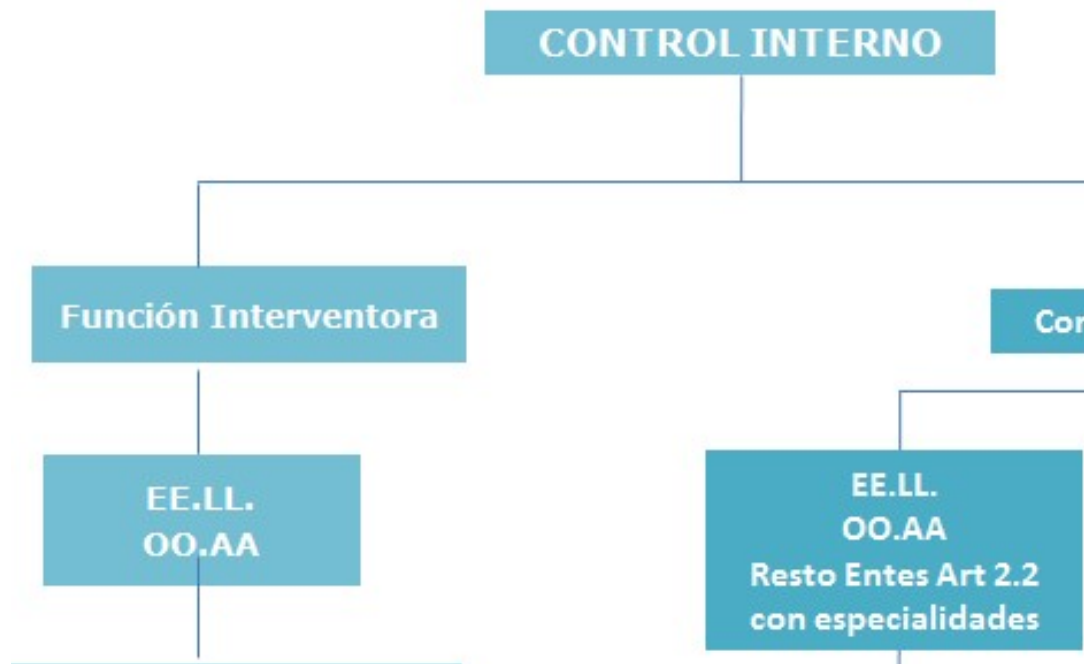 CONTROL INTERNO
Función Interventora
EE.LL.
OO.AA
EE.LL.
OO.AA
Resto Entes Art 2.2
con especialidades